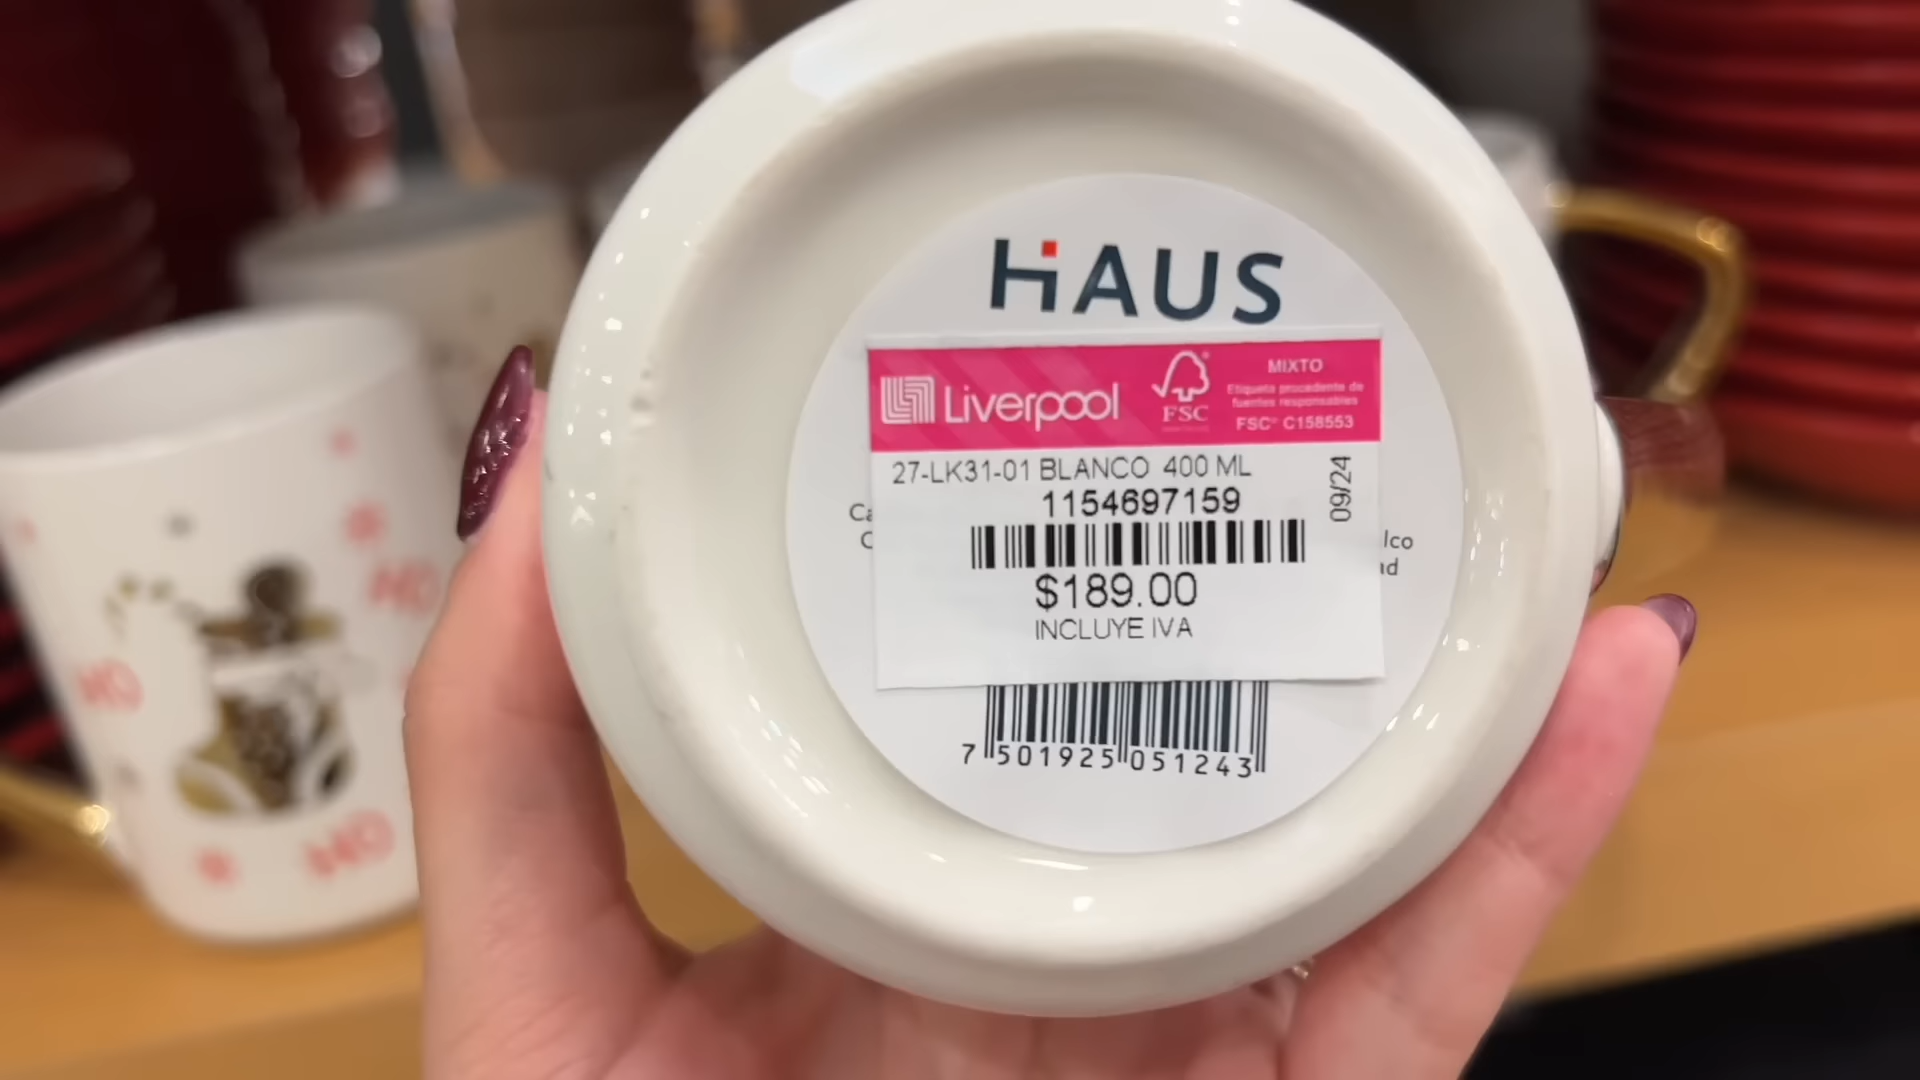 HAUS
Liverpool
FSC
MIXTO
Etiqueta procedente de
fuentes responsables
FSC® C158553
27-LK31-01 BLANCO 400 ML
09/24
1154697159
$189.00
INCLUYE IVA
7 501925 051243
HO
HO
HO